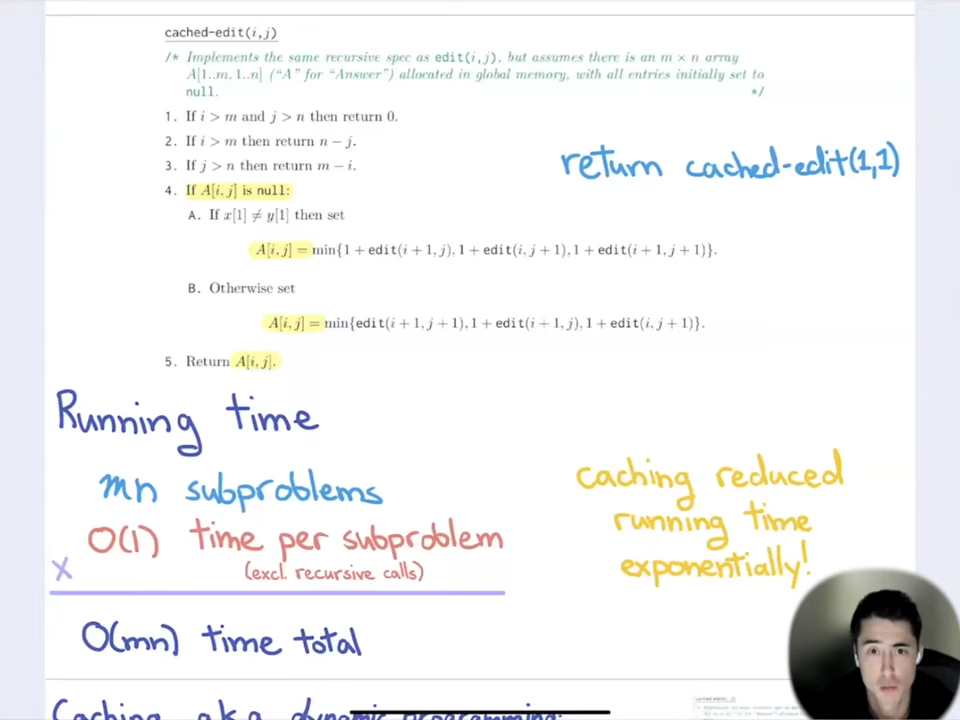 cached-edit(i,j)
/* Implements the same recursive spec as edit(i,j), but assumes there is an m × n array
A[1..m, 1..n] ("A" for "Answer") allocated in global memory, with all entries initially set to
null. */
1. If i > m and j > n then return 0.
2. If i > m then return n − j.
3. If j > n then return m − i.
return cached-edit(1,1)
4. If A[i, j] is null:
A. If x[1] ≠ y[1] then set
A[i, j] = min{1 + edit(i + 1, j), 1 + edit(i, j + 1), 1 + edit(i + 1, j + 1)}.
B. Otherwise set
A[i, j] = min{edit(i + 1, j + 1), 1 + edit(i + 1, j), 1 + edit(i, j + 1)}.
5. Return A[i, j].
Running time
mn subproblems
O(1) time per subproblem
(excl. recursive calls)
x
O(mn) time total
caching reduced
running time
exponentially!
Caching a.k.a dynamic programming: